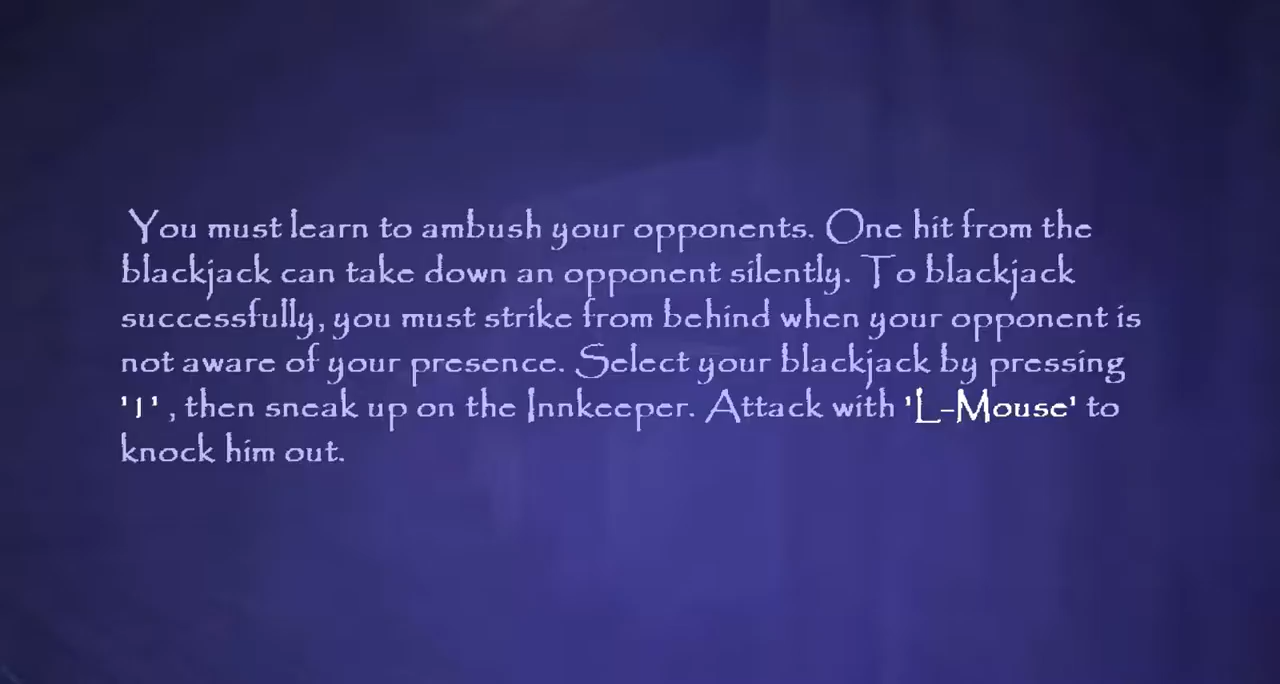 You must learn to ambush your opponents. One hit from the
blackjack can take down an opponent silently. To blackjack
successfully, you must strike from behind when your opponent is
not aware of your presence. Select your blackjack by pressing
'1' , then sneak up on the Innkeeper. Attack with 'L-Mouse' to
knock him out.